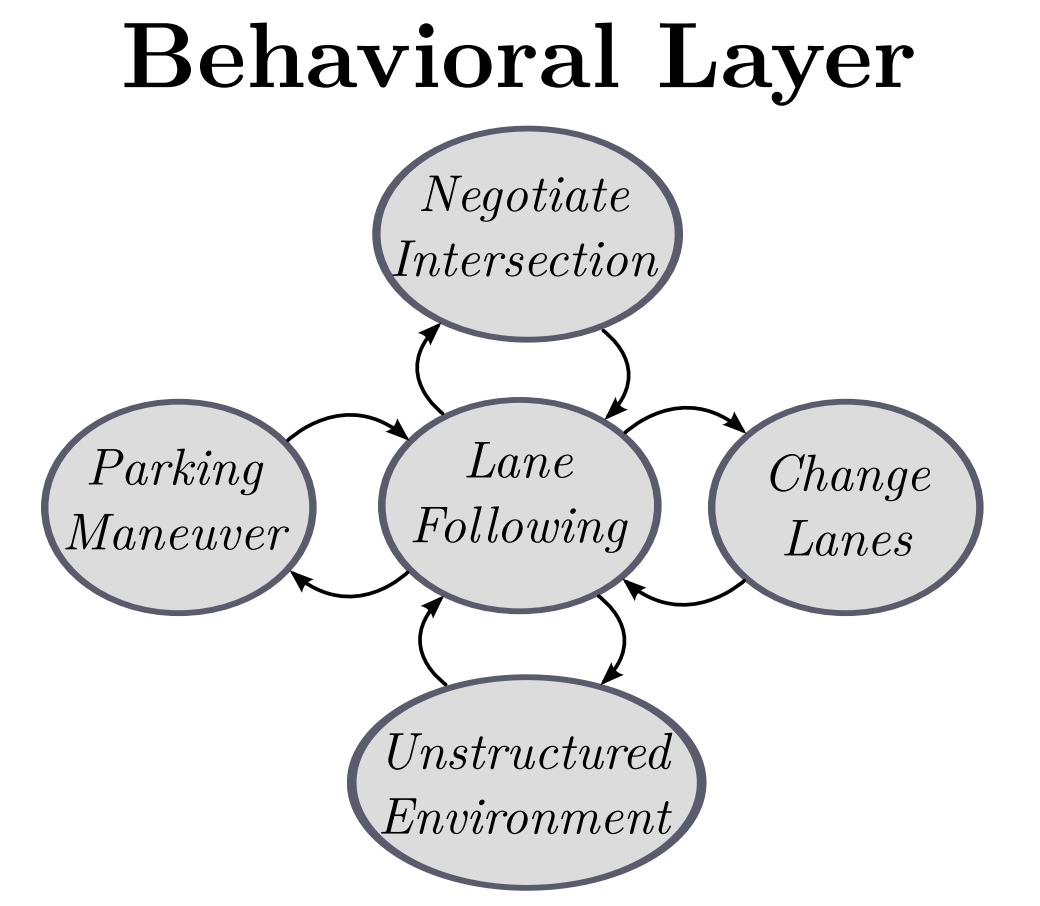 Behavioral Layer
Negotiate
Intersection
Parking
Maneuver
Lane
Following
Change
Lanes
Unstructured
Environment